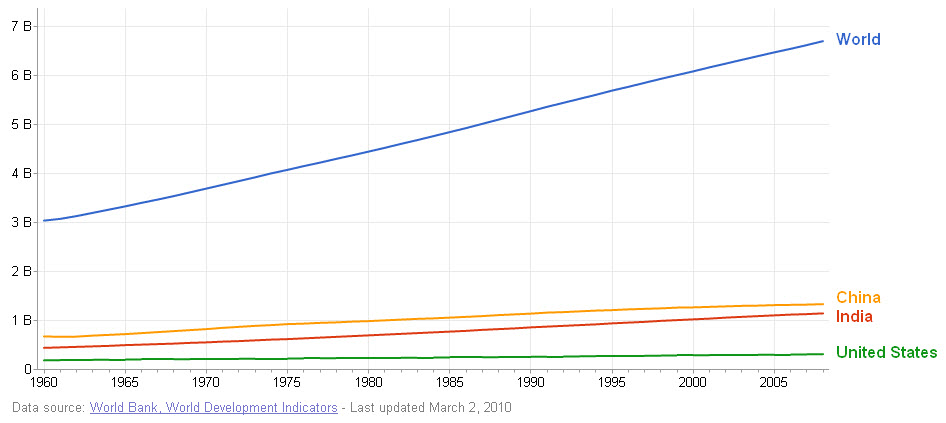 7 B
World
6 B
5 B
4 B
3 B
2 B
China
1 B
India
United States
0
1960 1965 1970 1975 1980 1985 1990 1995 2000 2005
Data source: World Bank, World Development Indicators - Last updated March 2, 2010